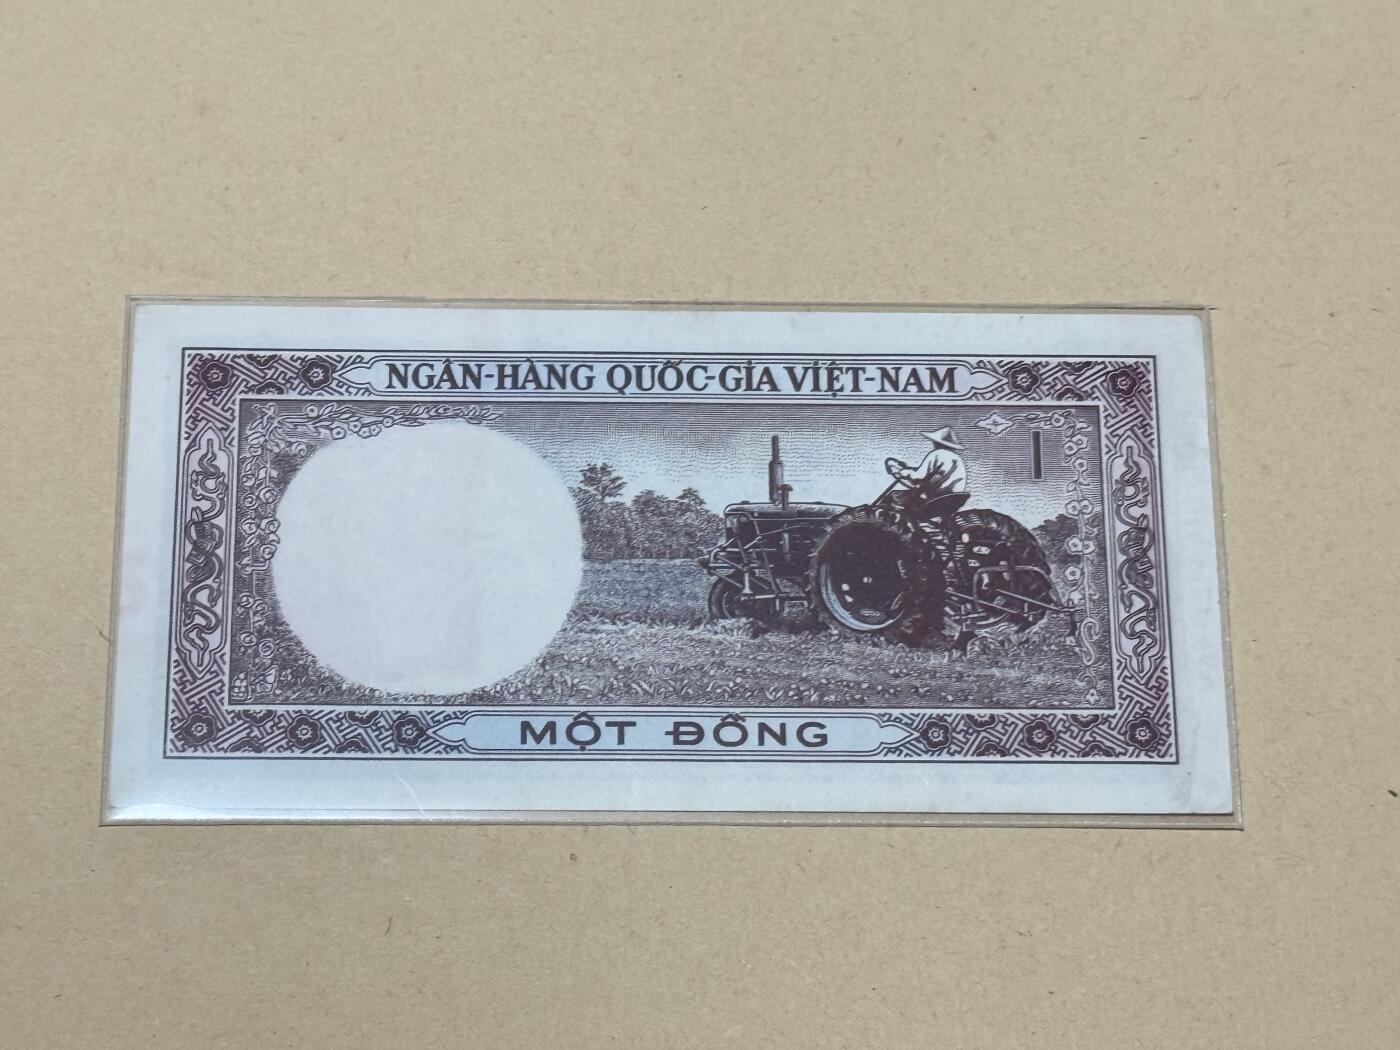 NGÂN-HÀNG QUỐC-GIA VIỆT-NAM
1
MỘT ĐỒNG